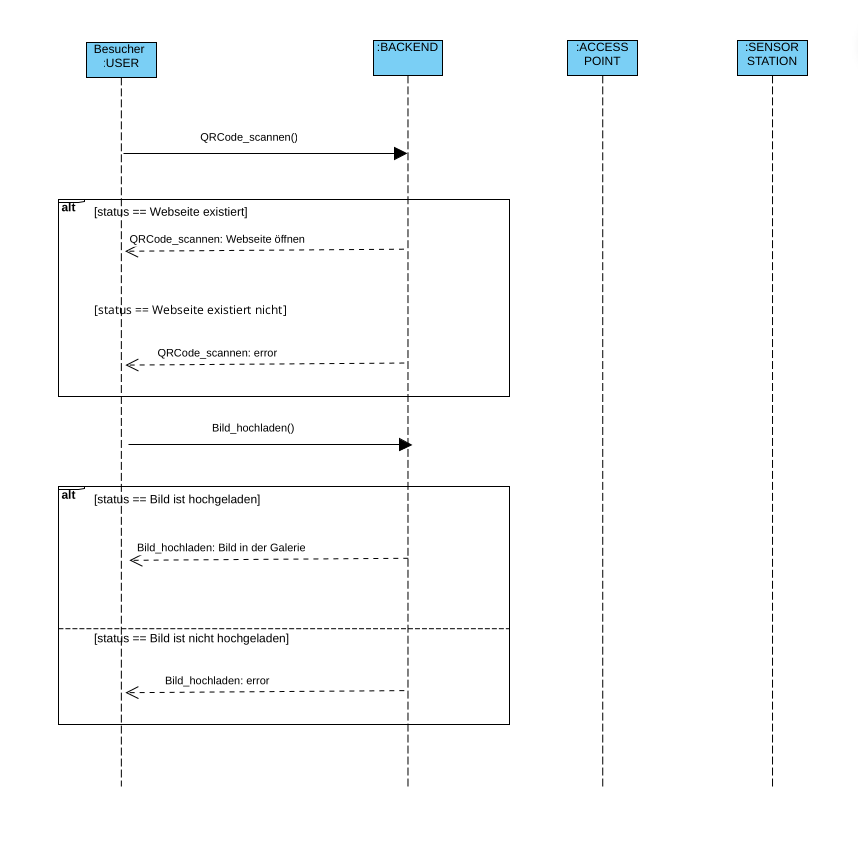 Besucher
:USER
:BACKEND
:ACCESS
POINT
:SENSOR
STATION
QRCode_scannen()
alt
[status == Webseite existiert]
QRCode_scannen: Webseite öffnen
[status == Webseite existiert nicht]
QRCode_scannen: error
Bild_hochladen()
alt
[status == Bild ist hochgeladen]
Bild_hochladen: Bild in der Galerie
[status == Bild ist nicht hochgeladen]
Bild_hochladen: error